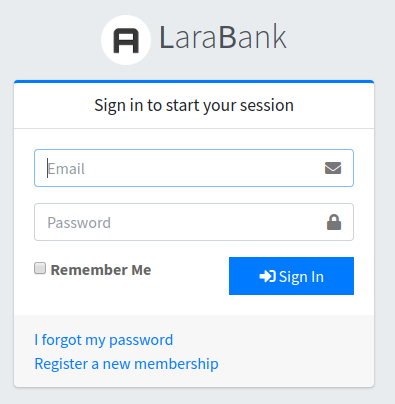 LaraBank
Sign in to start your session
Email
Password
Remember Me
Sign In
I forgot my password
Register a new membership